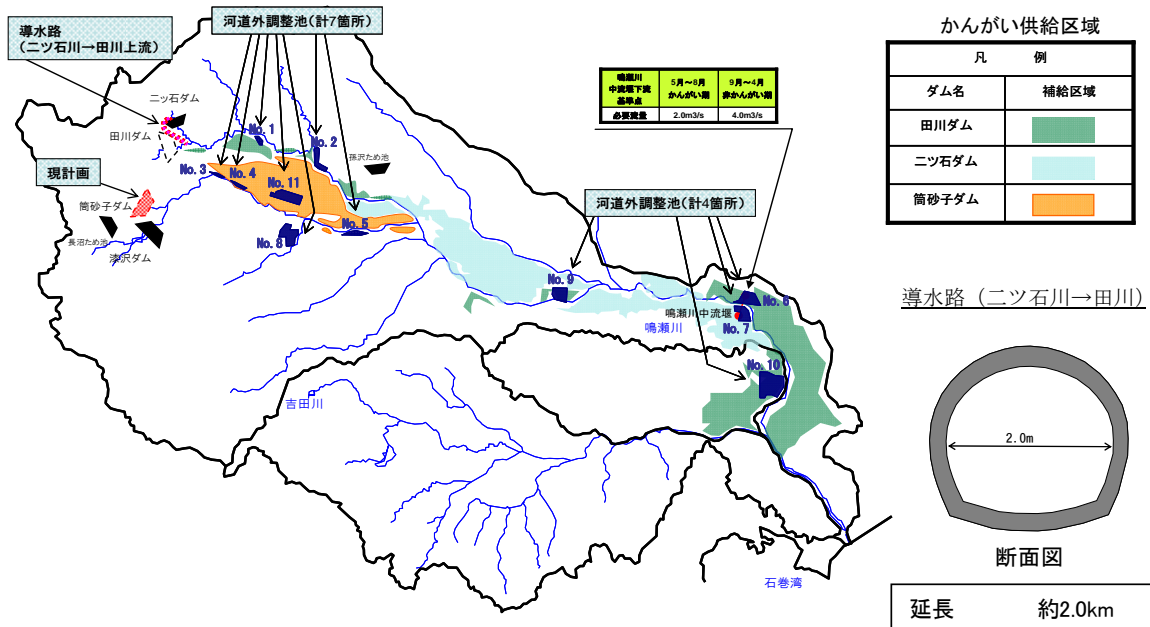 導水路
(二ツ石川→田川上流)
河道外調整池(計7箇所)
かんがい供給区域
凡 例
ダム名 補給区域
田川ダム
二ツ石ダム
筒砂子ダム
鳴瀬川
中流堰下流
基準点
5月～8月
かんがい期
9月～4月
非かんがい期
必要流量 2.0m3/s 4.0m3/s
二ッ石ダム
田川ダム
No.1
No.2
孫沢ため池
No.3
No.4
No.11
現計画
筒砂子ダム
長沼ため池
漆沢ダム
No.8
No.5
河道外調整池(計4箇所)
No.9
No.6
鳴瀬川中流堰
鳴瀬川
No.7
No.10
吉田川
石巻湾
導水路（二ツ石川→田川）
2.0m
断面図
延長 約2.0km